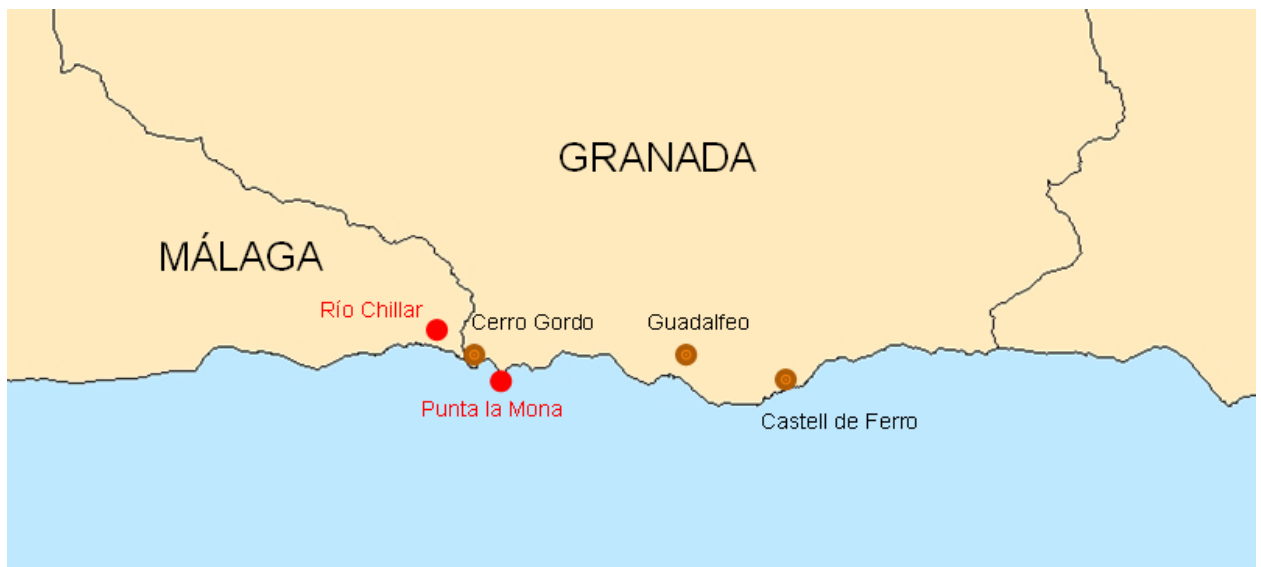 GRANADA
MÁLAGA
Río Chillar
Cerro Gordo
Guadalfeo
Punta la Mona
Castell de Ferro